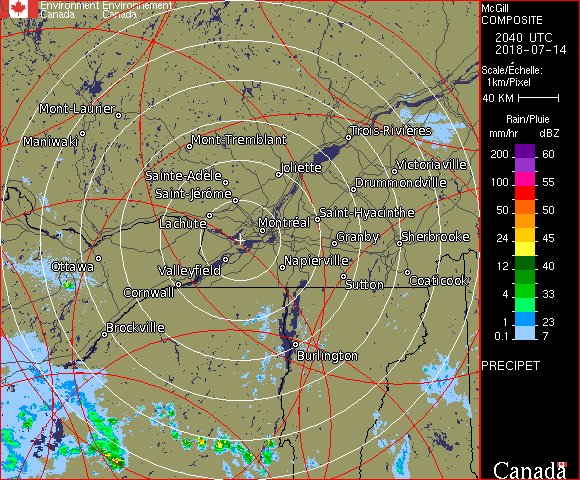 Environment Environnement
Canada Canada
McGill
COMPOSITE
2040 UTC
2018-07-14
Scale/Échelle:
1km/Pixel
40 KM
Rain/Pluie
mm/hr dBZ
200 60
55
100 55
50 50
45
24 45
12 40
4 33
1 23
0.1 7
PRECIPET
Canada
Mont-Laurier
Maniwaki
Mont-Tremblant
Trois-Rivières
Joliette
Victoriaville
Sainte-Adèle
Drummondville
Saint-Jérôme
Saint-Hyacinthe
Lachute
Montréal
Granby
Sherbrooke
Ottawa
Valleyfield
Napierville
Cornwall
Sutton
Coaticook
Brockville
Burlington